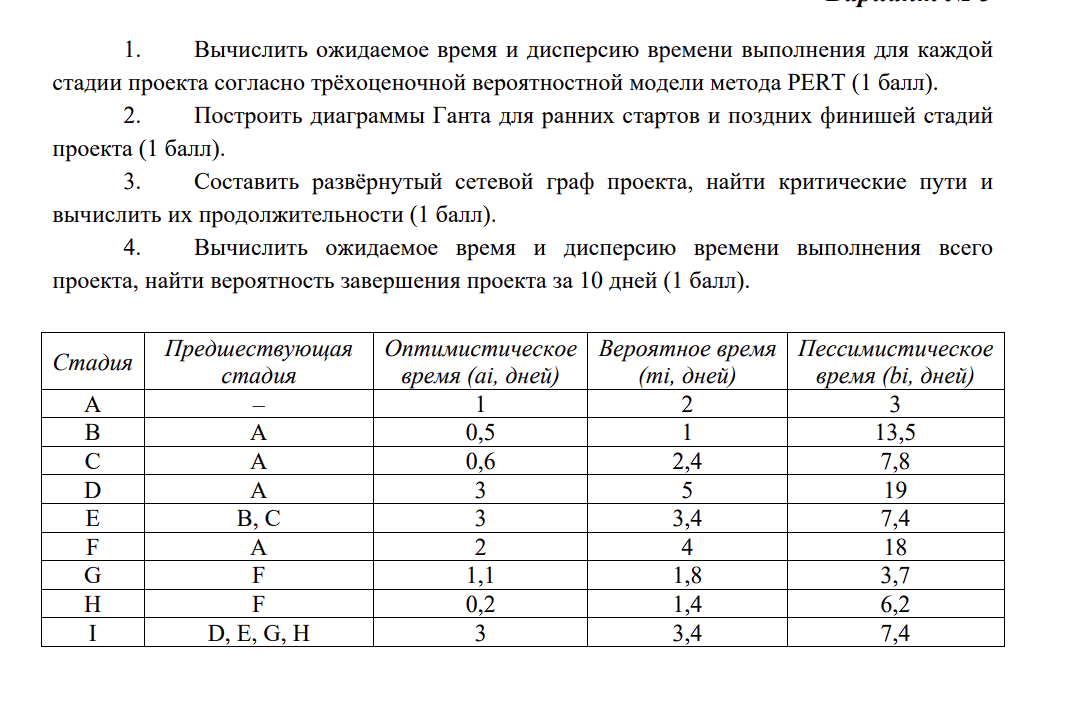 1. Вычислить ожидаемое время и дисперсию времени выполнения для каждой
стадии проекта согласно трёхоценочной вероятностной модели метода PERT (1 балл).
2. Построить диаграммы Ганта для ранних стартов и поздних финишей стадий
проекта (1 балл).
3. Составить развёрнутый сетевой граф проекта, найти критические пути и
вычислить их продолжительности (1 балл).
4. Вычислить ожидаемое время и дисперсию времени выполнения всего
проекта, найти вероятность завершения проекта за 10 дней (1 балл).
Стадия Предшествующая стадия Оптимистическое время (ai, дней) Вероятное время (mi, дней) Пессимистическое время (bi, дней)
A – 1 2 3
B A 0,5 1 13,5
C A 0,6 2,4 7,8
D A 3 5 19
E B, C 3 3,4 7,4
F A 2 4 18
G F 1,1 1,8 3,7
H F 0,2 1,4 6,2
I D, E, G, H 3 3,4 7,4